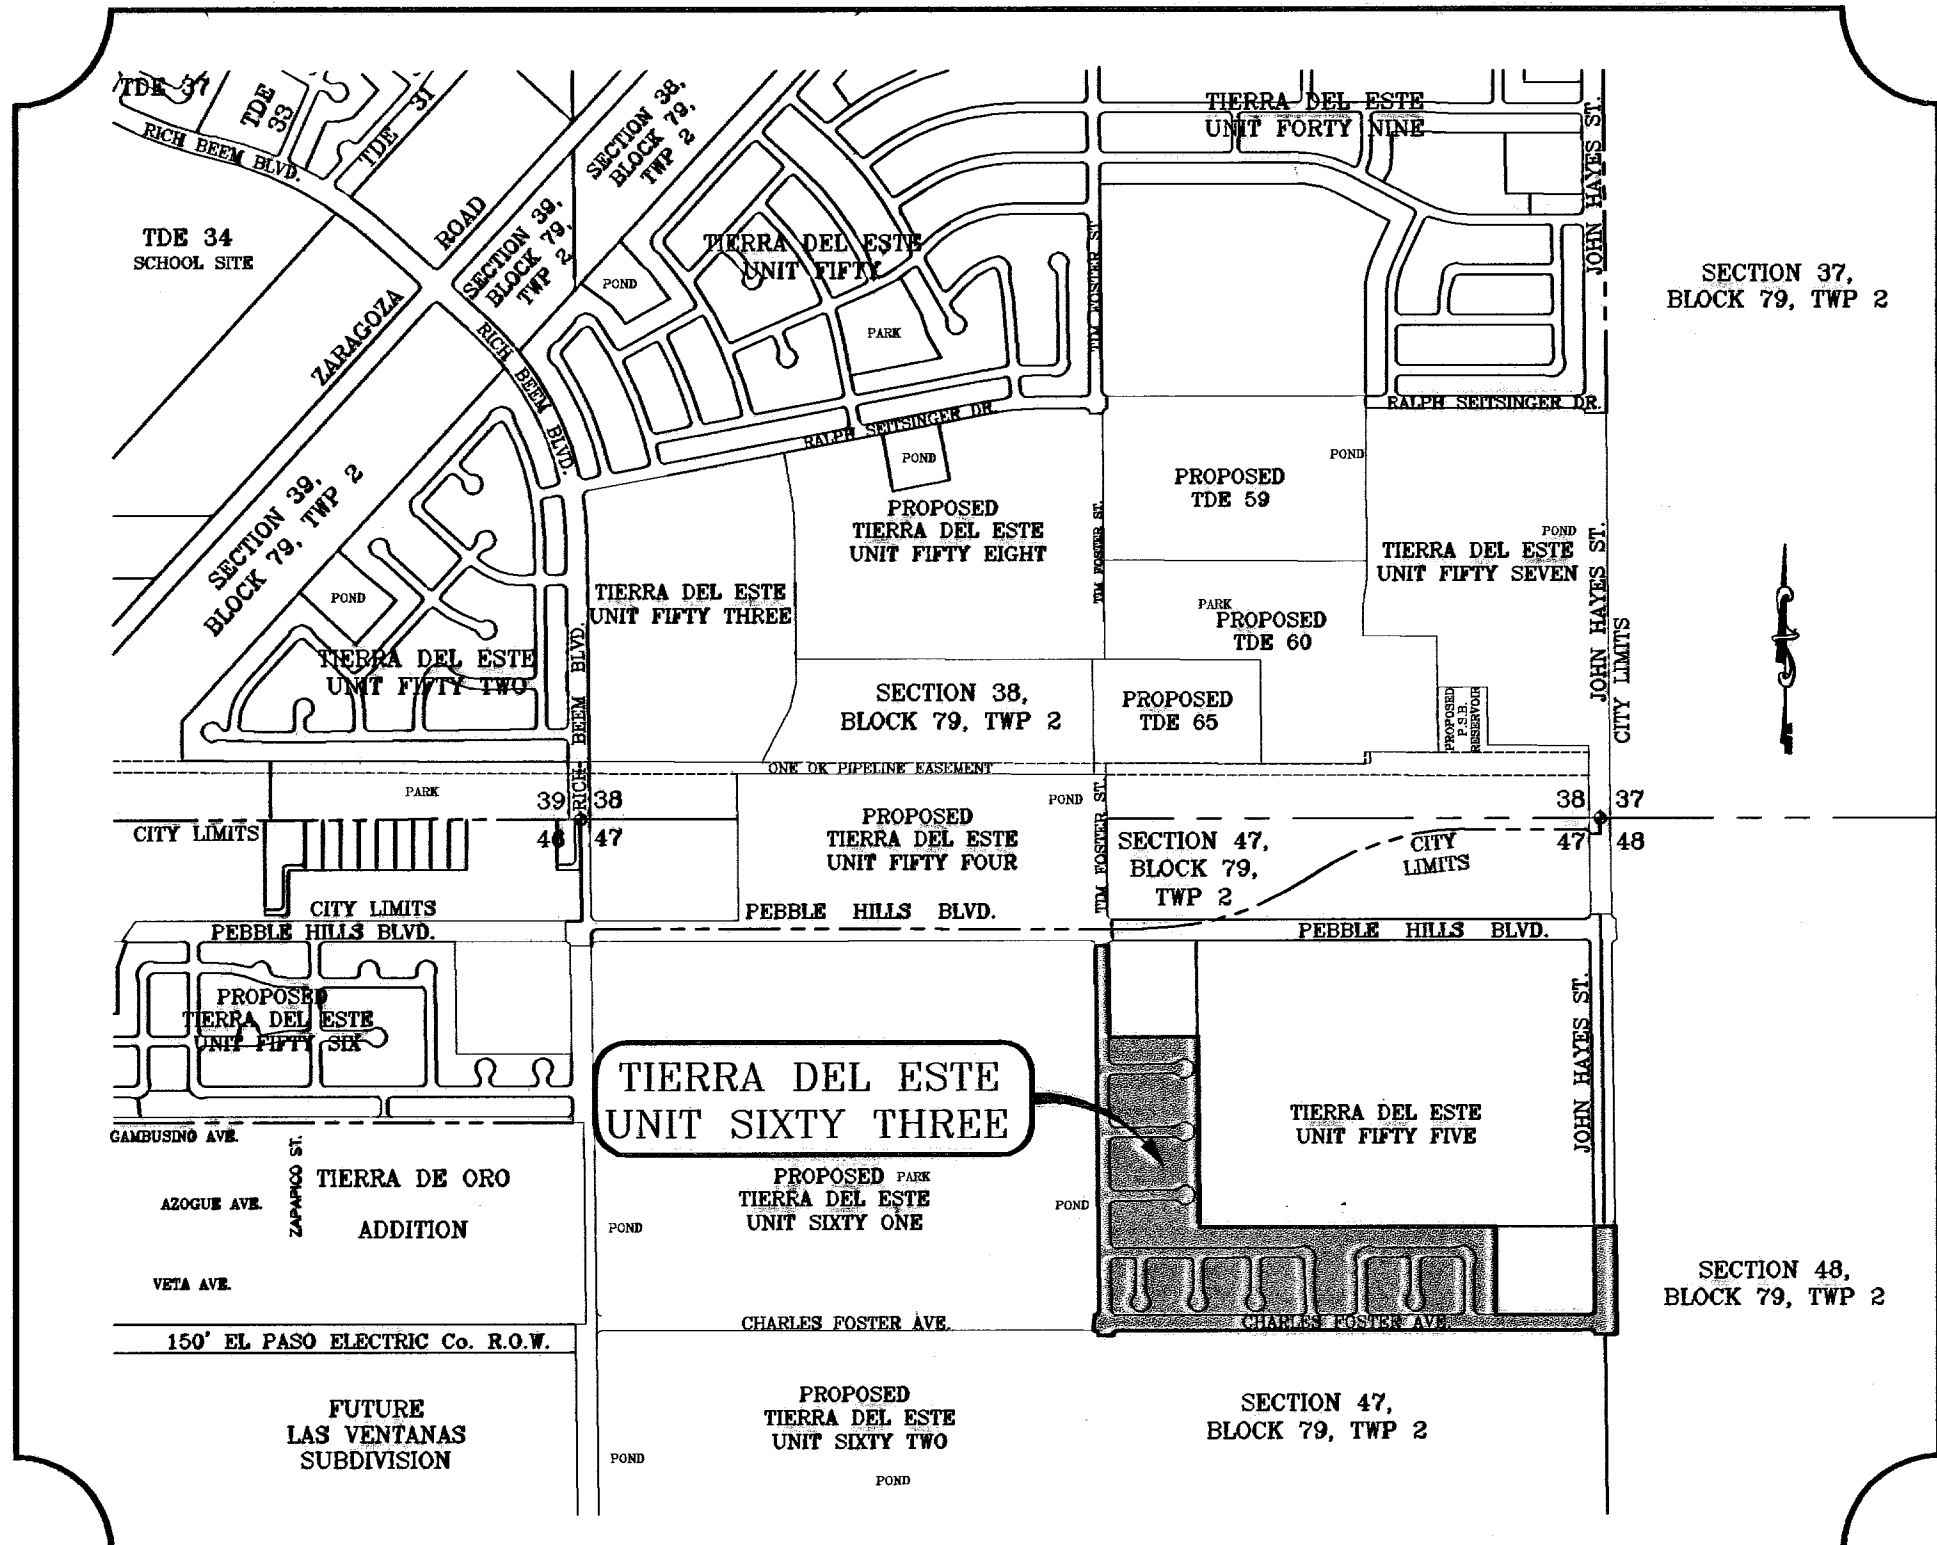 TDE 37
TDE
33
TDE 31
RICH BEEM BLVD.
SECTION 38,
BLOCK 79,
TWP 2
TIERRA DEL ESTE
UNIT FORTY NINE
JOHN HAYES ST.
TDE 34
SCHOOL SITE
ROAD
ZARAGOZA
SECTION 39,
BLOCK 79,
TWP 2
TIERRA DEL ESTE
UNIT FIFTY
POND
PARK
TIM FOSTER ST.
SECTION 37,
BLOCK 79, TWP 2
RICH BEEM BLVD.
RALPH SEITSINGER DR.
RALPH SEITSINGER DR.
SECTION 39,
BLOCK 79, TWP 2
POND
PROPOSED
TIERRA DEL ESTE
UNIT FIFTY EIGHT
PROPOSED
TDE 59
POND
TIM FOSTER ST.
POND
TIERRA DEL ESTE
UNIT FIFTY SEVEN
JOHN HAYES ST.
CITY LIMITS
POND
TIERRA DEL ESTE
UNIT FIFTY THREE
PARK
PROPOSED
TDE 60
TIERRA DEL ESTE
UNIT FIFTY TWO
RICH BEEM BLVD.
SECTION 38,
BLOCK 79, TWP 2
PROPOSED
TDE 65
PROPOSED
P.S.B.
RESERVOIR
ONE OK PIPELINE EASEMENT
PARK
39 38
46 47
CITY LIMITS
PROPOSED
TIERRA DEL ESTE
UNIT FIFTY FOUR
POND
TIM FOSTER ST.
SECTION 47,
BLOCK 79,
TWP 2
CITY
LIMITS
38 37
47 48
CITY LIMITS
PEBBLE HILLS BLVD.
PEBBLE HILLS BLVD.
PEBBLE HILLS BLVD.
PROPOSED
TIERRA DEL ESTE
UNIT FIFTY SIX
TIERRA DEL ESTE
UNIT SIXTY THREE
JOHN HAYES ST.
TIERRA DEL ESTE
UNIT FIFTY FIVE
GAMBUSINO AVE.
ZAPAPICO ST.
TIERRA DE ORO
ADDITION
AZOGUE AVE.
VETA AVE.
PROPOSED PARK
TIERRA DEL ESTE
UNIT SIXTY ONE
POND
POND
SECTION 48,
BLOCK 79, TWP 2
CHARLES FOSTER AVE.
CHARLES FOSTER AVE.
150' EL PASO ELECTRIC Co. R.O.W.
FUTURE
LAS VENTANAS
SUBDIVISION
PROPOSED
TIERRA DEL ESTE
UNIT SIXTY TWO
POND
POND
SECTION 47,
BLOCK 79, TWP 2